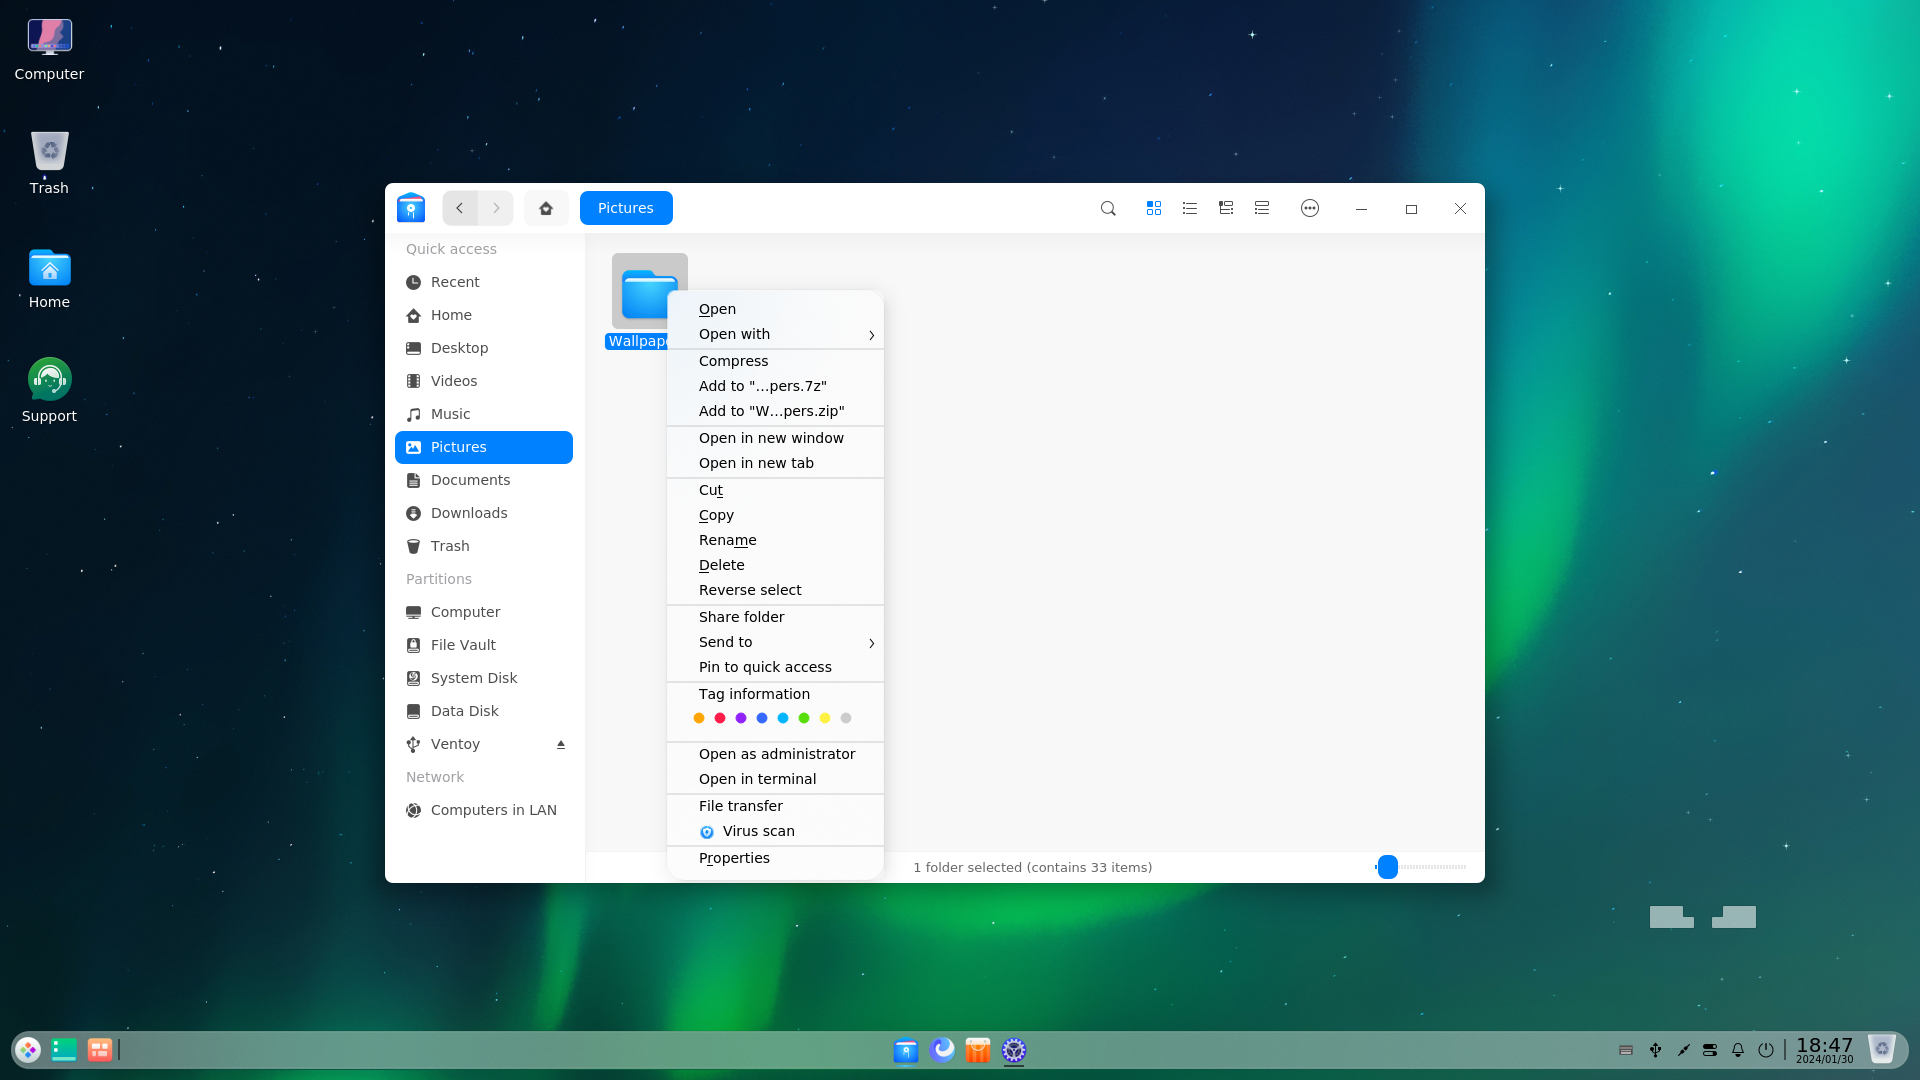 Computer
Trash
Home
Support
Pictures
Quick access
Recent
Home
Desktop
Videos
Music
Pictures
Documents
Downloads
Trash
Partitions
Computer
File Vault
System Disk
Data Disk
Ventoy
Network
Computers in LAN
Wallpap
Open
Open with
Compress
Add to "...pers.7z"
Add to "W...pers.zip"
Open in new window
Open in new tab
Cut
Copy
Rename
Delete
Reverse select
Share folder
Send to
Pin to quick access
Tag information
Open as administrator
Open in terminal
File transfer
Virus scan
Properties
1 folder selected (contains 33 items)
18:47
2024/01/30